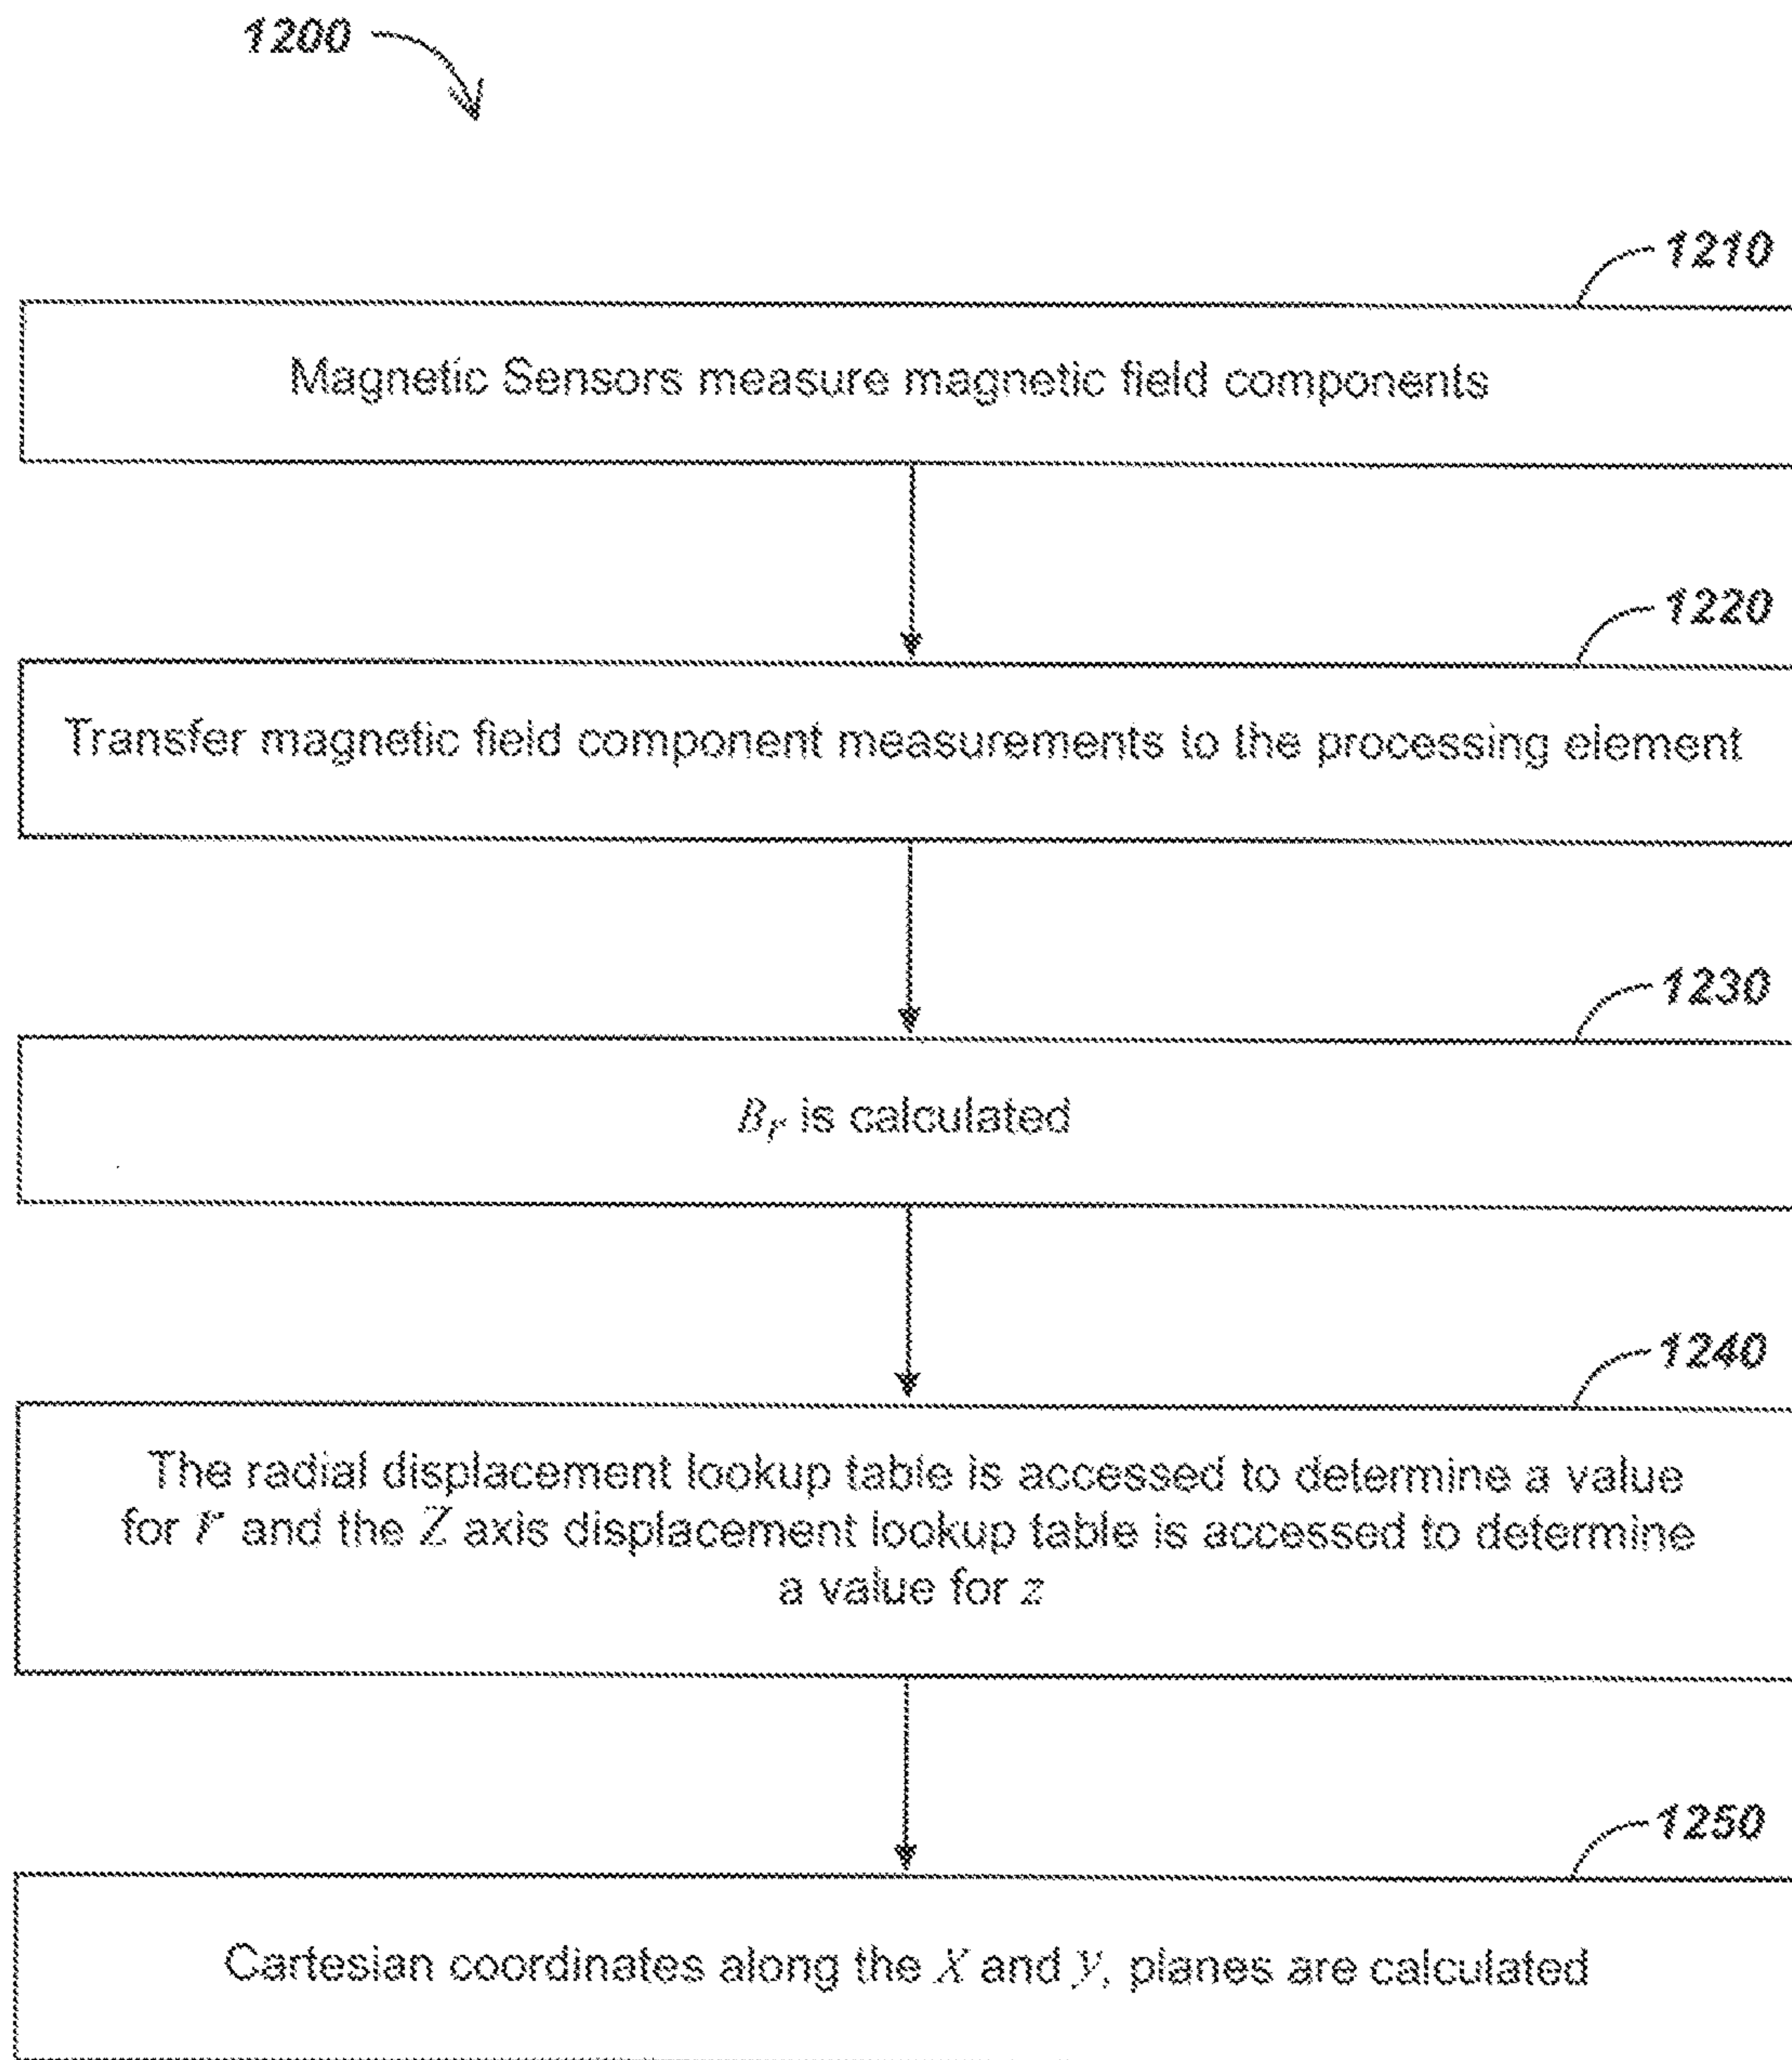 1200
1210
Magnetic Sensors measure magnetic field components
1220
Transfer magnetic field component measurements to the processing element
1230
Br is calculated
1240
The radial displacement lookup table is accessed to determine a value
for r and the Z axis displacement lookup table is accessed to determine
a value for z
1250
Cartesian coordinates along the X and Y, planes are calculated